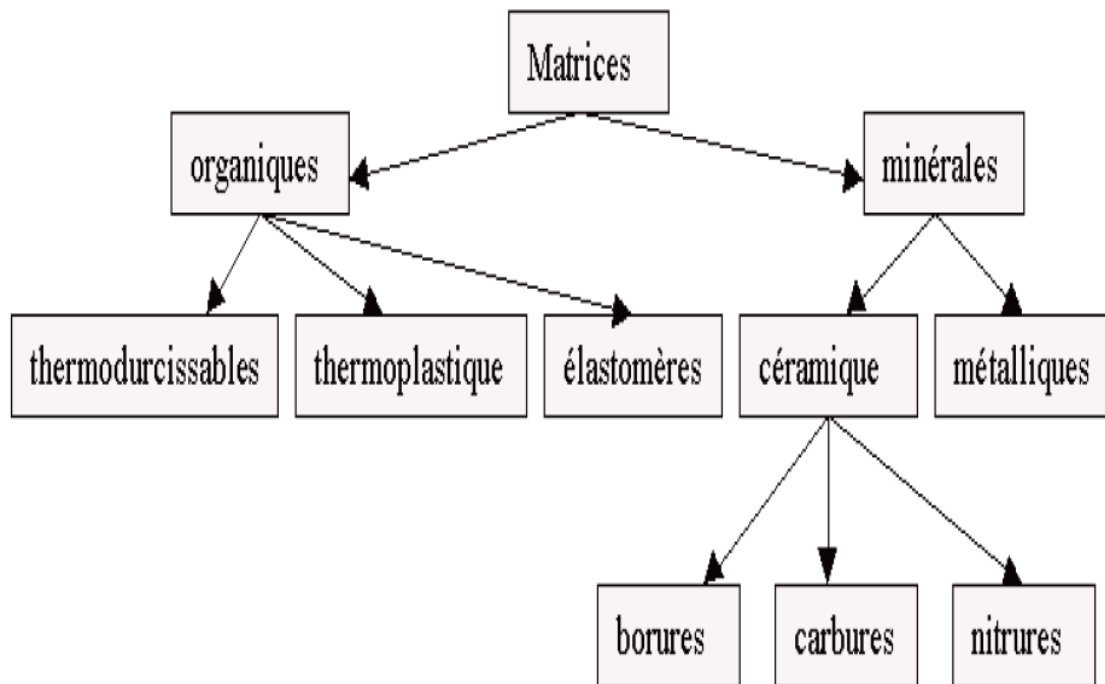 Matrices
organiques
minérales
thermodurcissables
thermoplastique
élastomères
céramique
métalliques
borures
carbures
nitrures